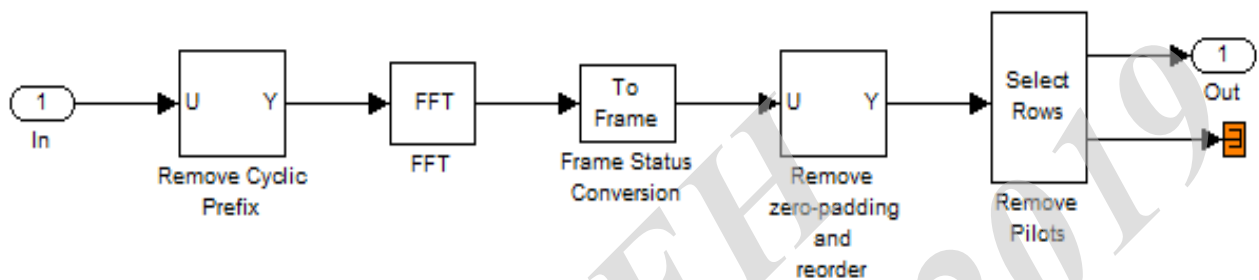 1
In
U Y
Remove Cyclic
Prefix
FFT
FFT
To
Frame
Frame Status
Conversion
U Y
Remove
zero-padding
and
reorder
Select
Rows
Remove
Pilots
1
Out
2019